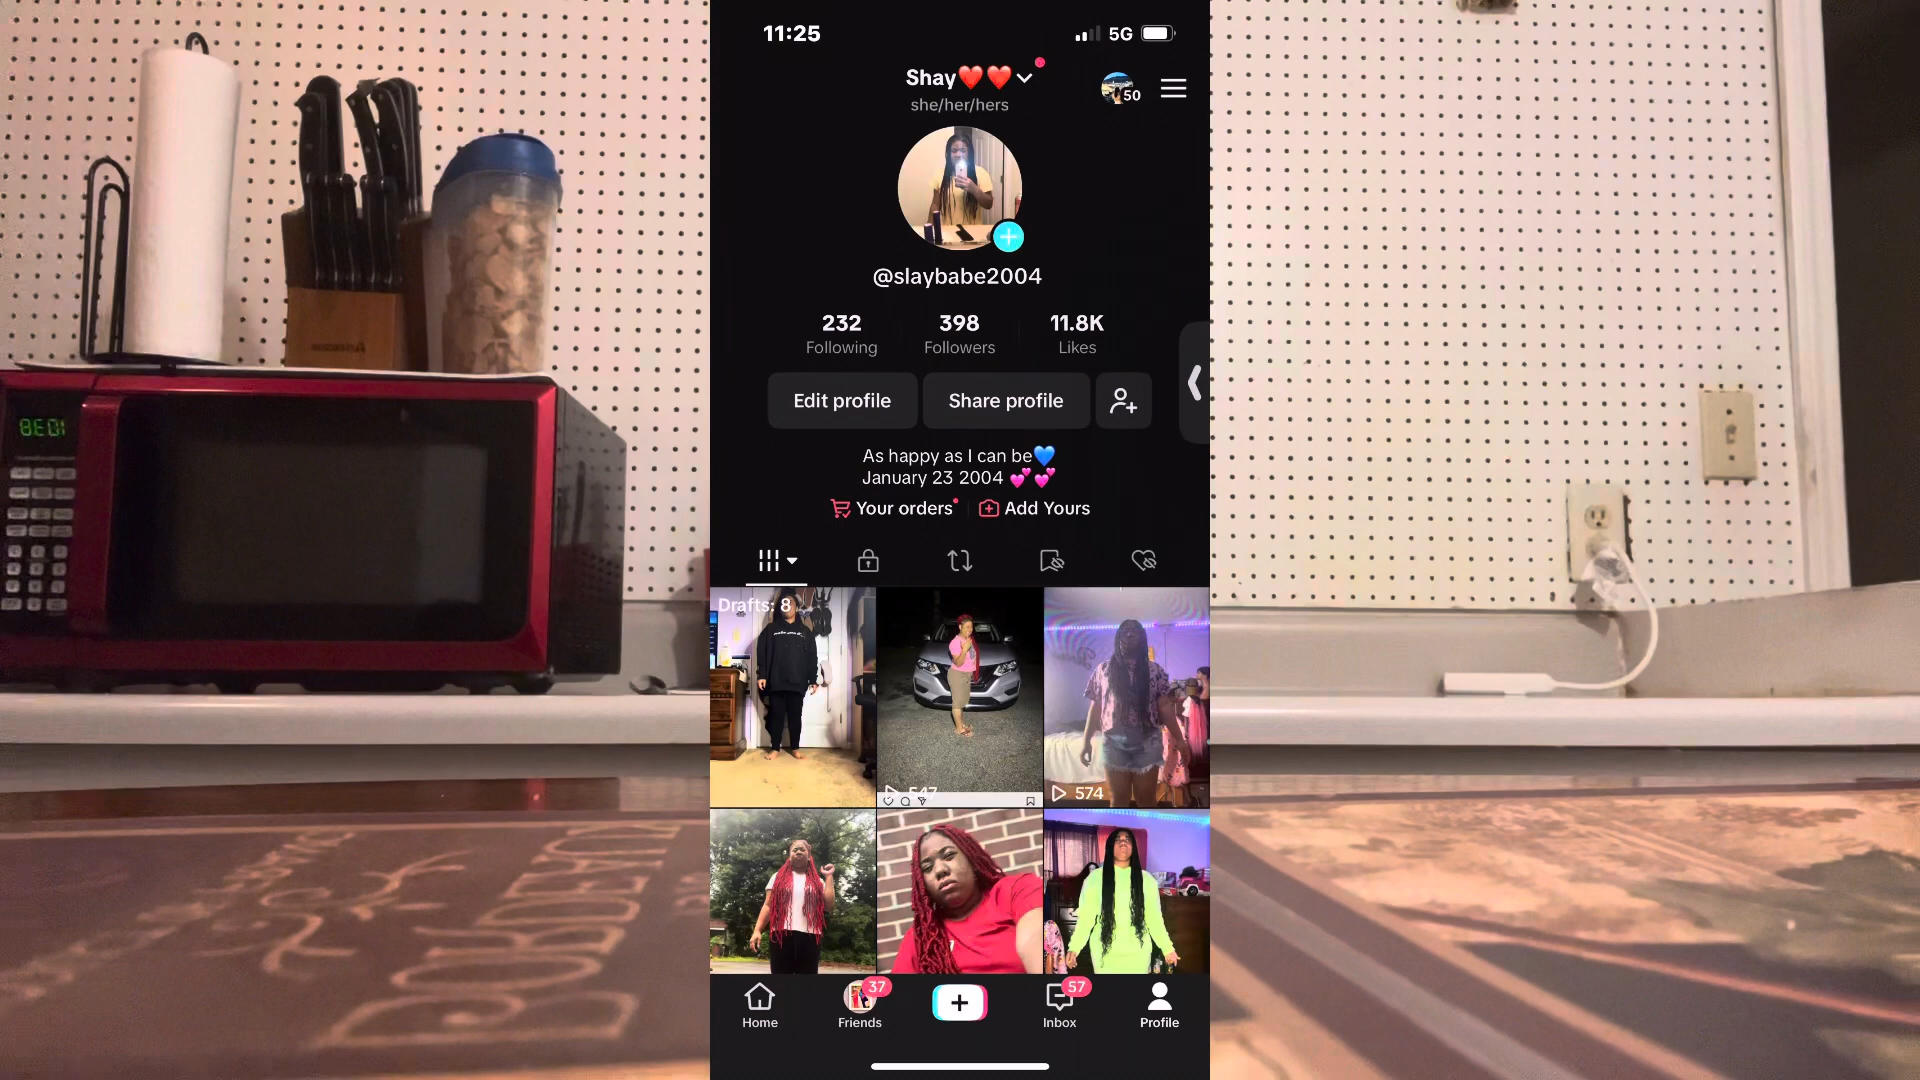 11:25
5G
Shay❤️❤️
she/her/hers
50
@slaybabe2004
232
Following
398
Followers
11.8K
Likes
Edit profile
Share profile
As happy as I can be💙
January 23 2004 💕💕
Your orders
Add Yours
Drafts: 8
547
574
37
57
Home
Friends
Inbox
Profile